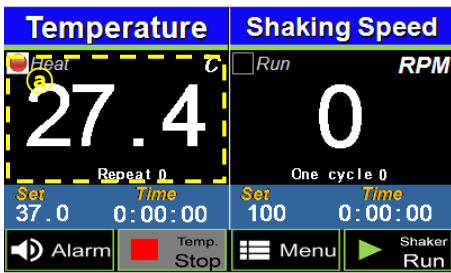 Temperature
Heat C
ⓐ
27.4
Repeat 0
Set Time
37.0 0:00:00
Alarm
Temp.
Stop
Shaking Speed
Run RPM
0
One cycle 0
Set Time
100 0:00:00
Menu
Shaker
Run